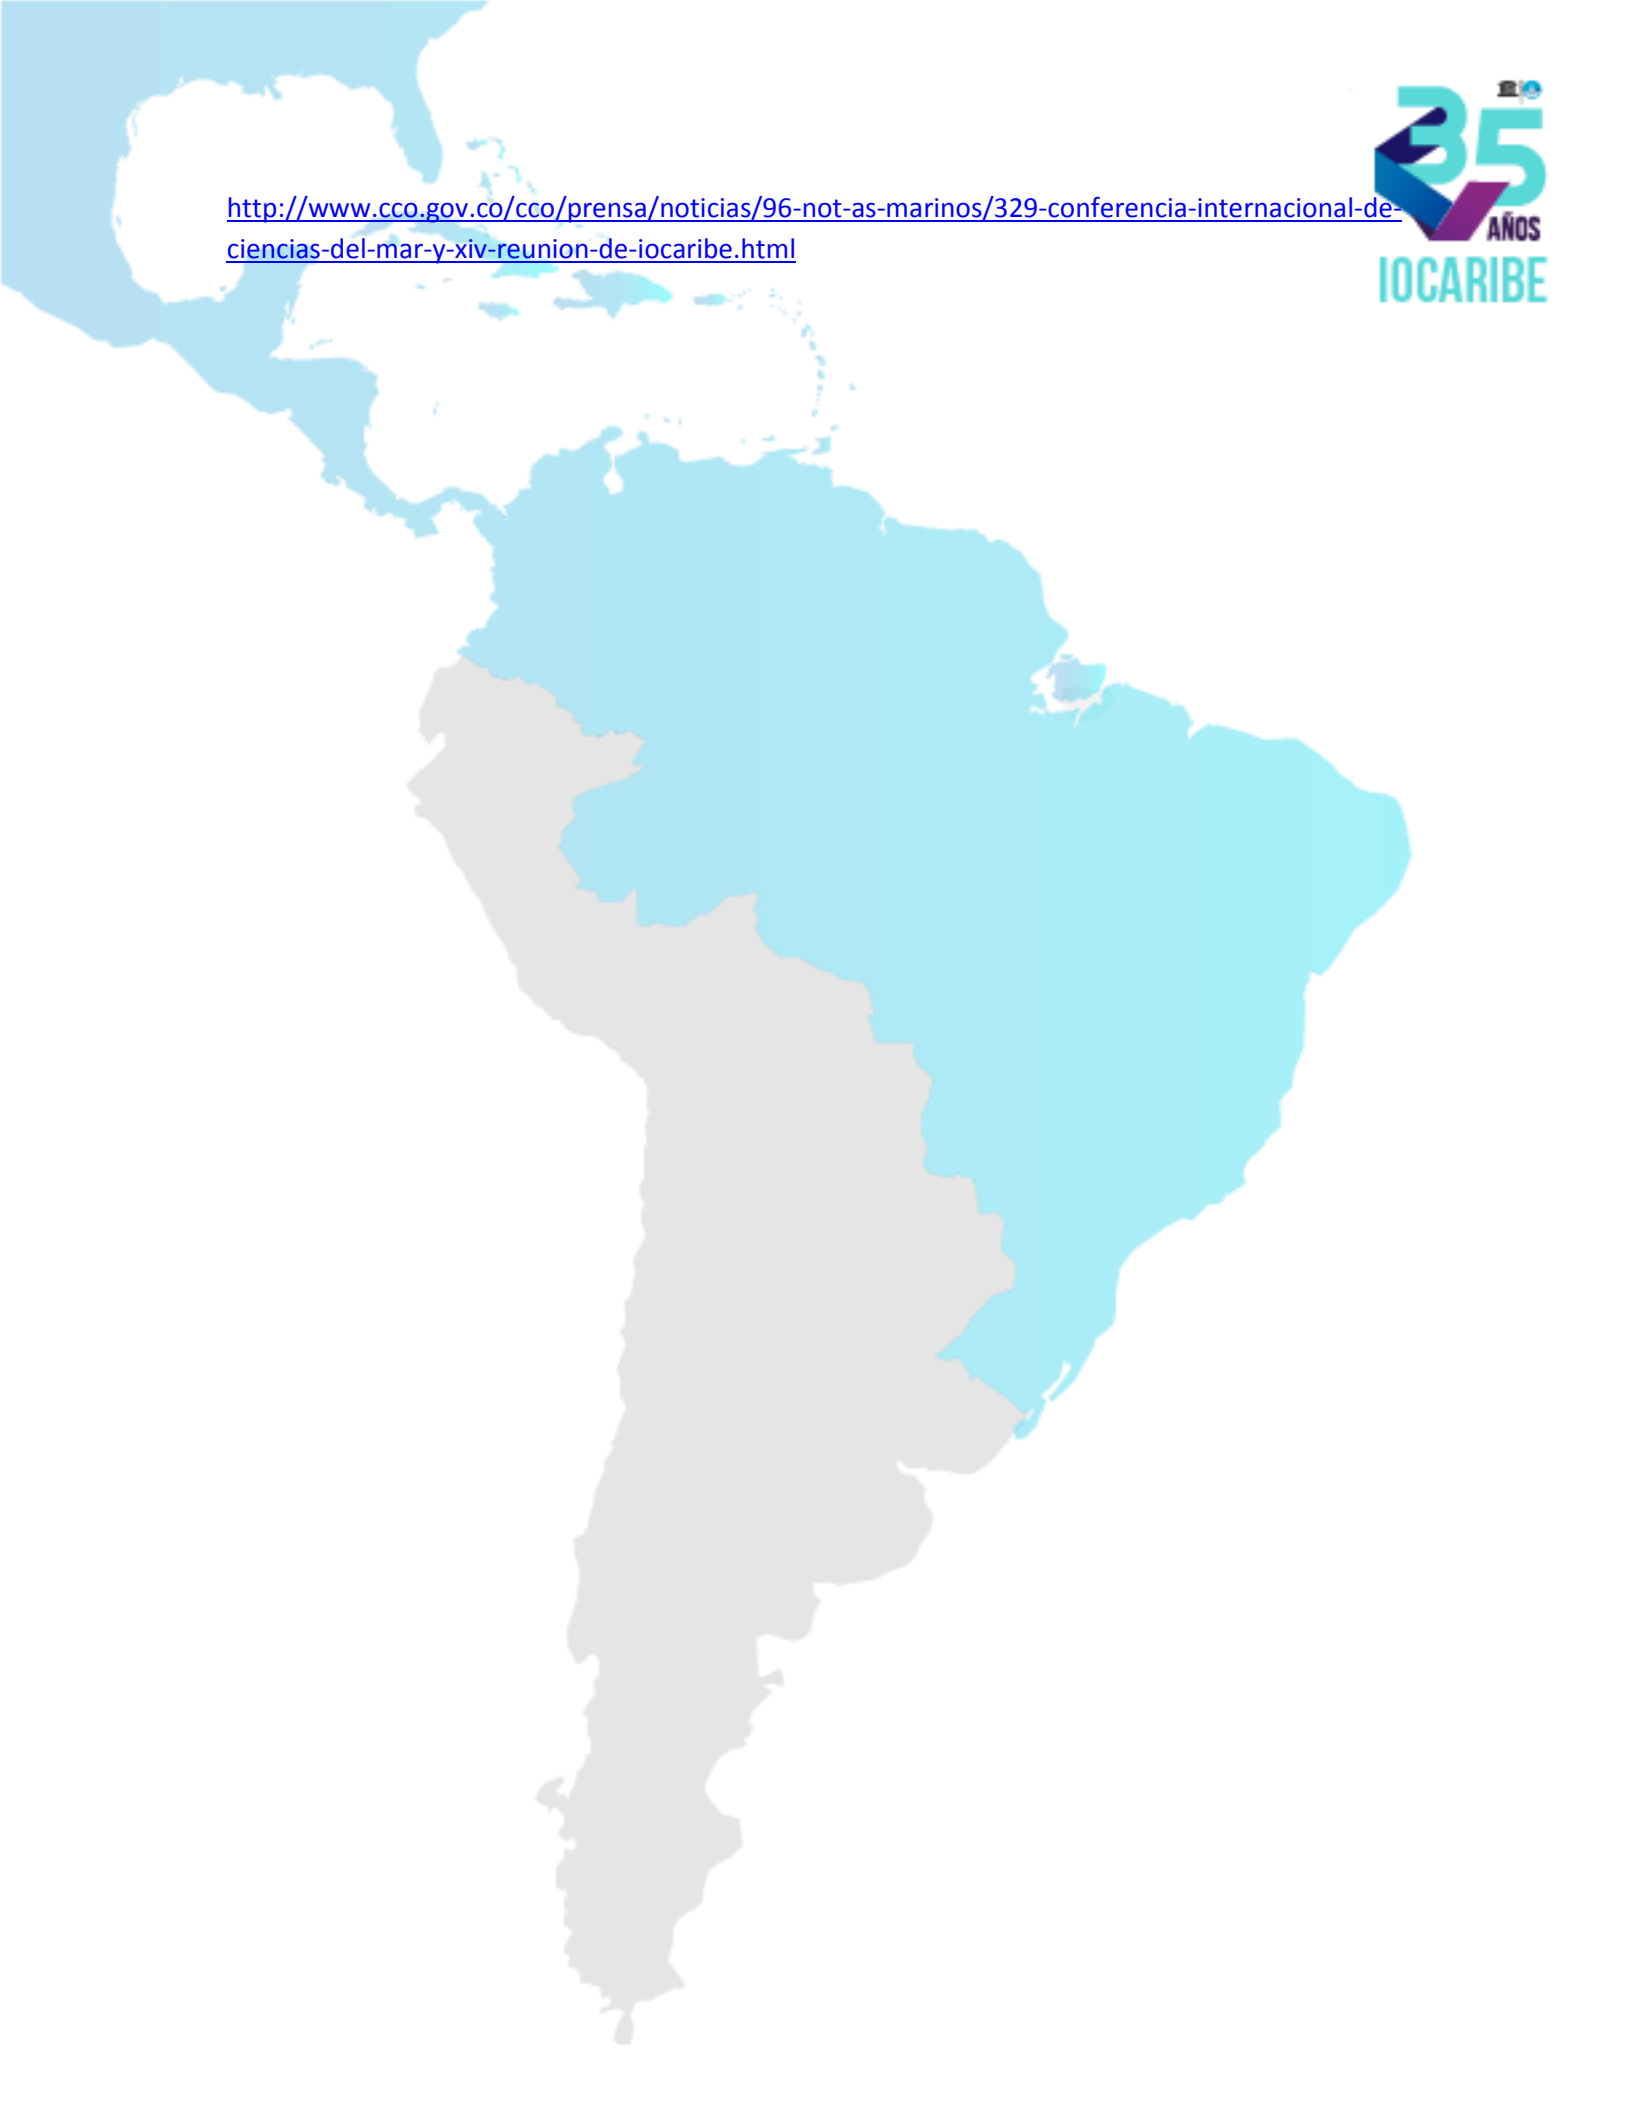 http://www.cco.gov.co/cco/prensa/noticias/96-not-as-marinos/329-conferencia-internacional-de-
ciencias-del-mar-y-xiv-reunion-de-iocaribe.html
35
AÑOS
IOCARIBE